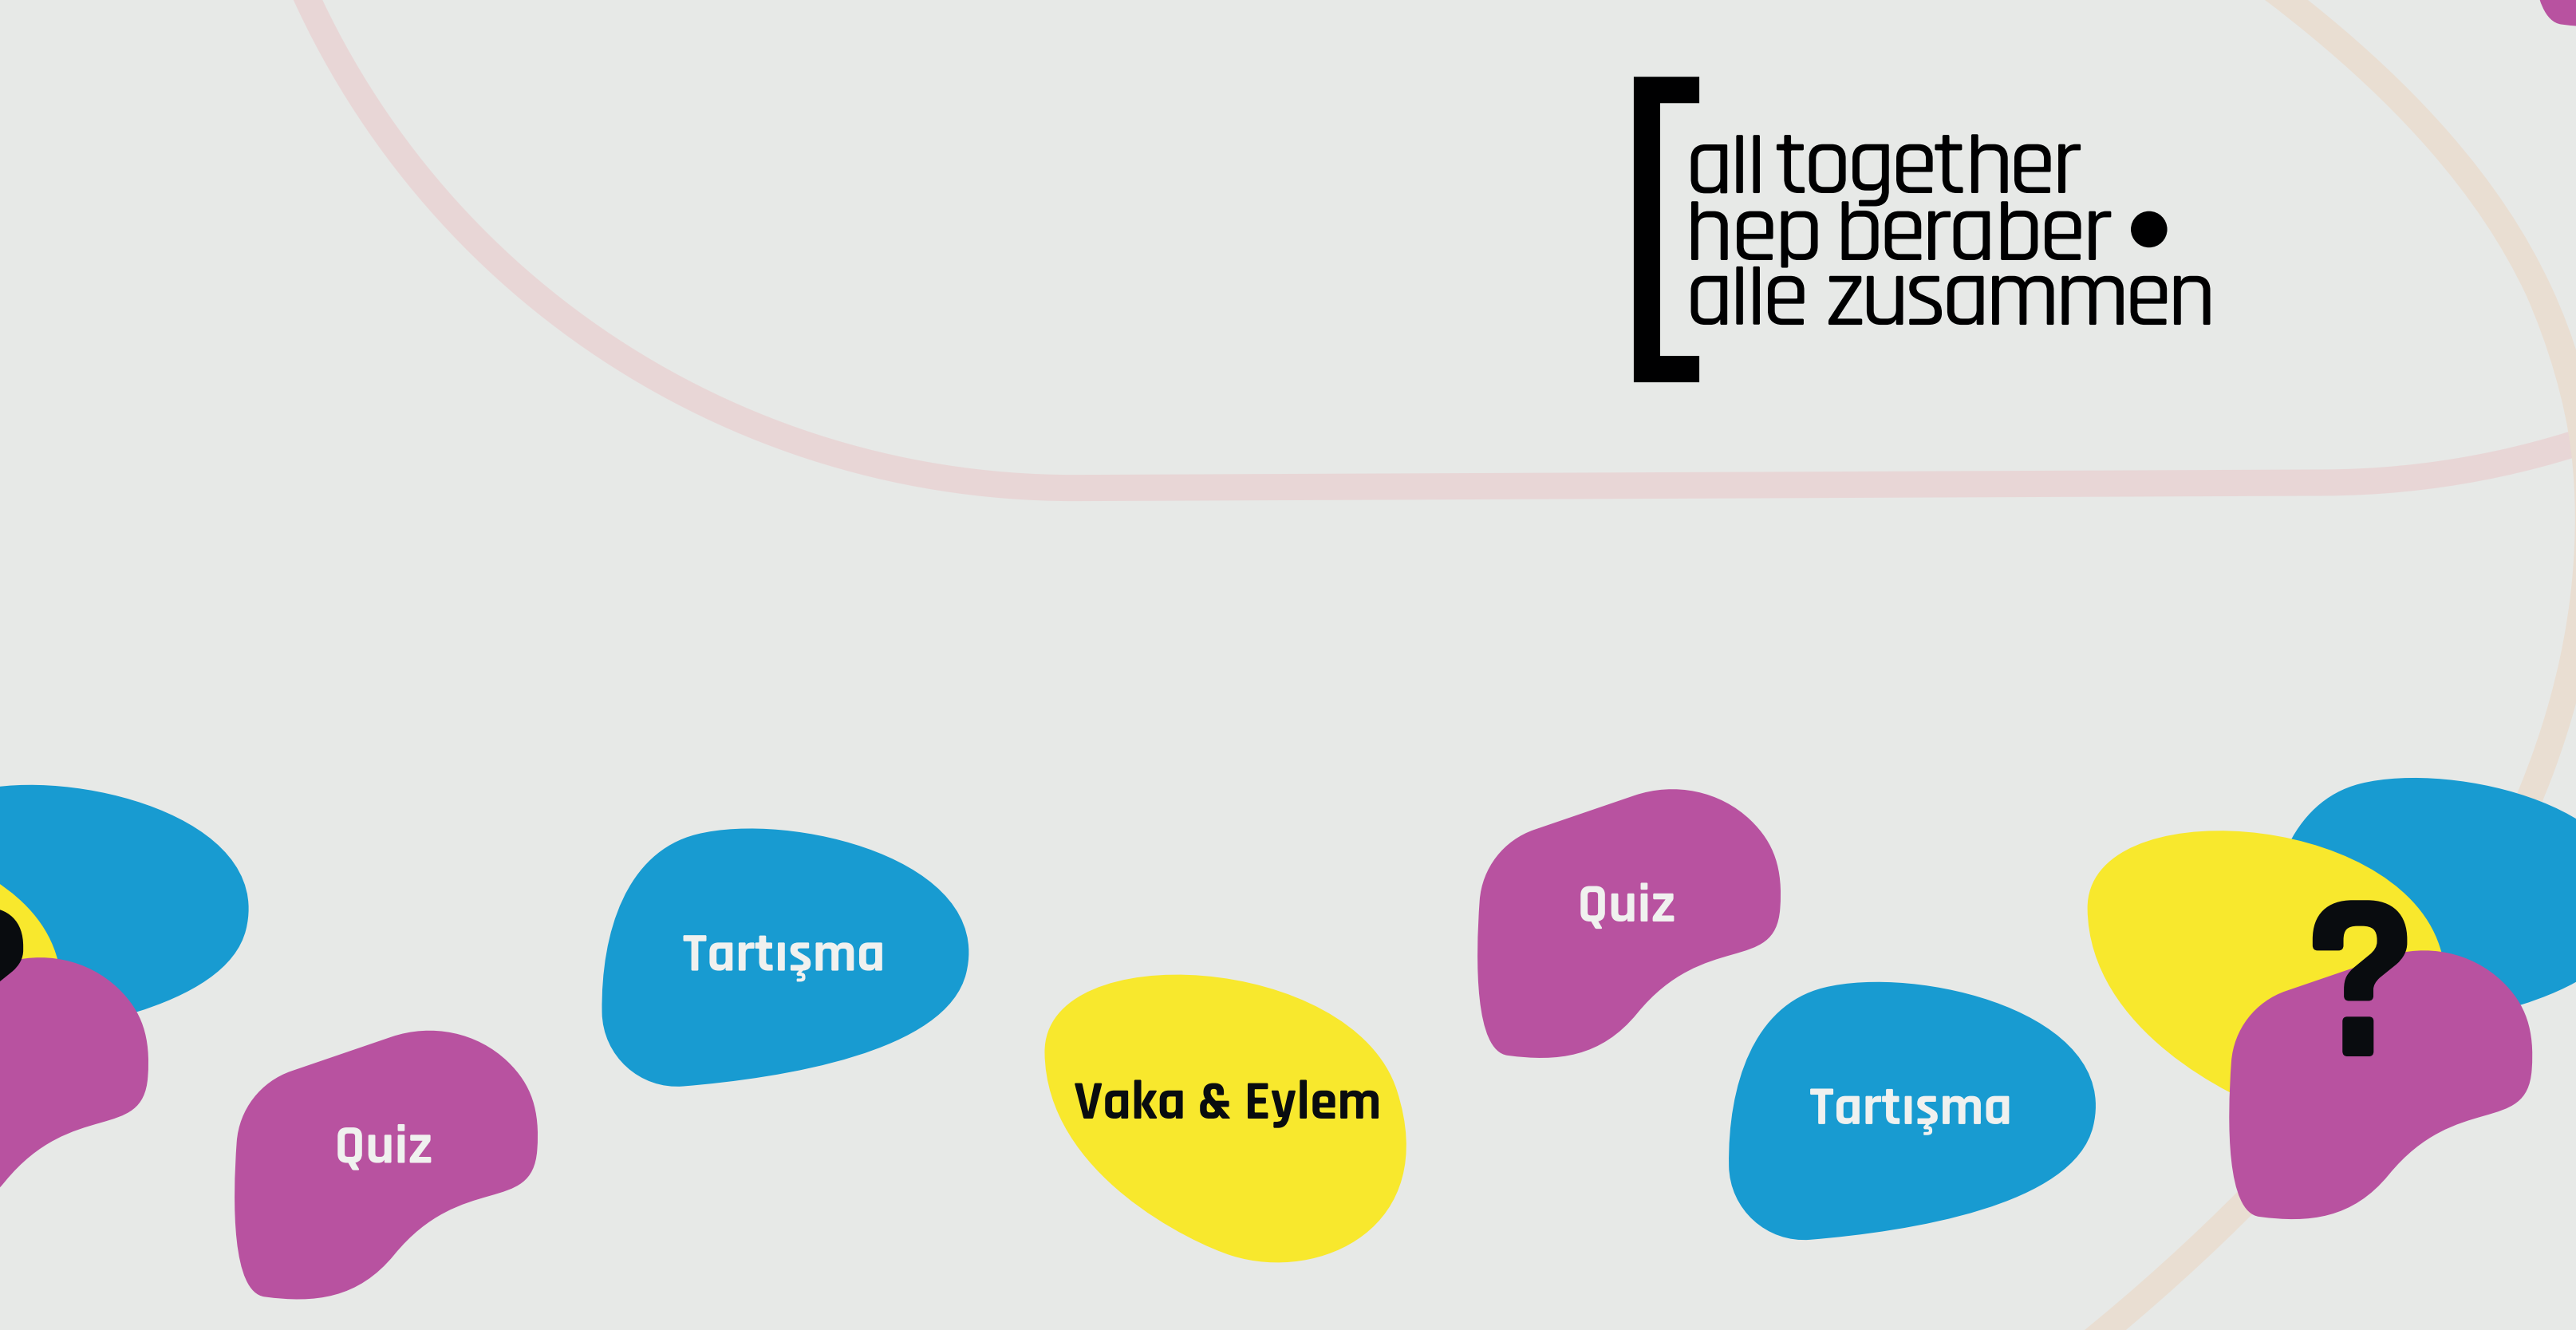 all together
hep beraber
alle zusammen
Quiz
Tartışma
Vaka & Eylem
Quiz
Tartışma
?